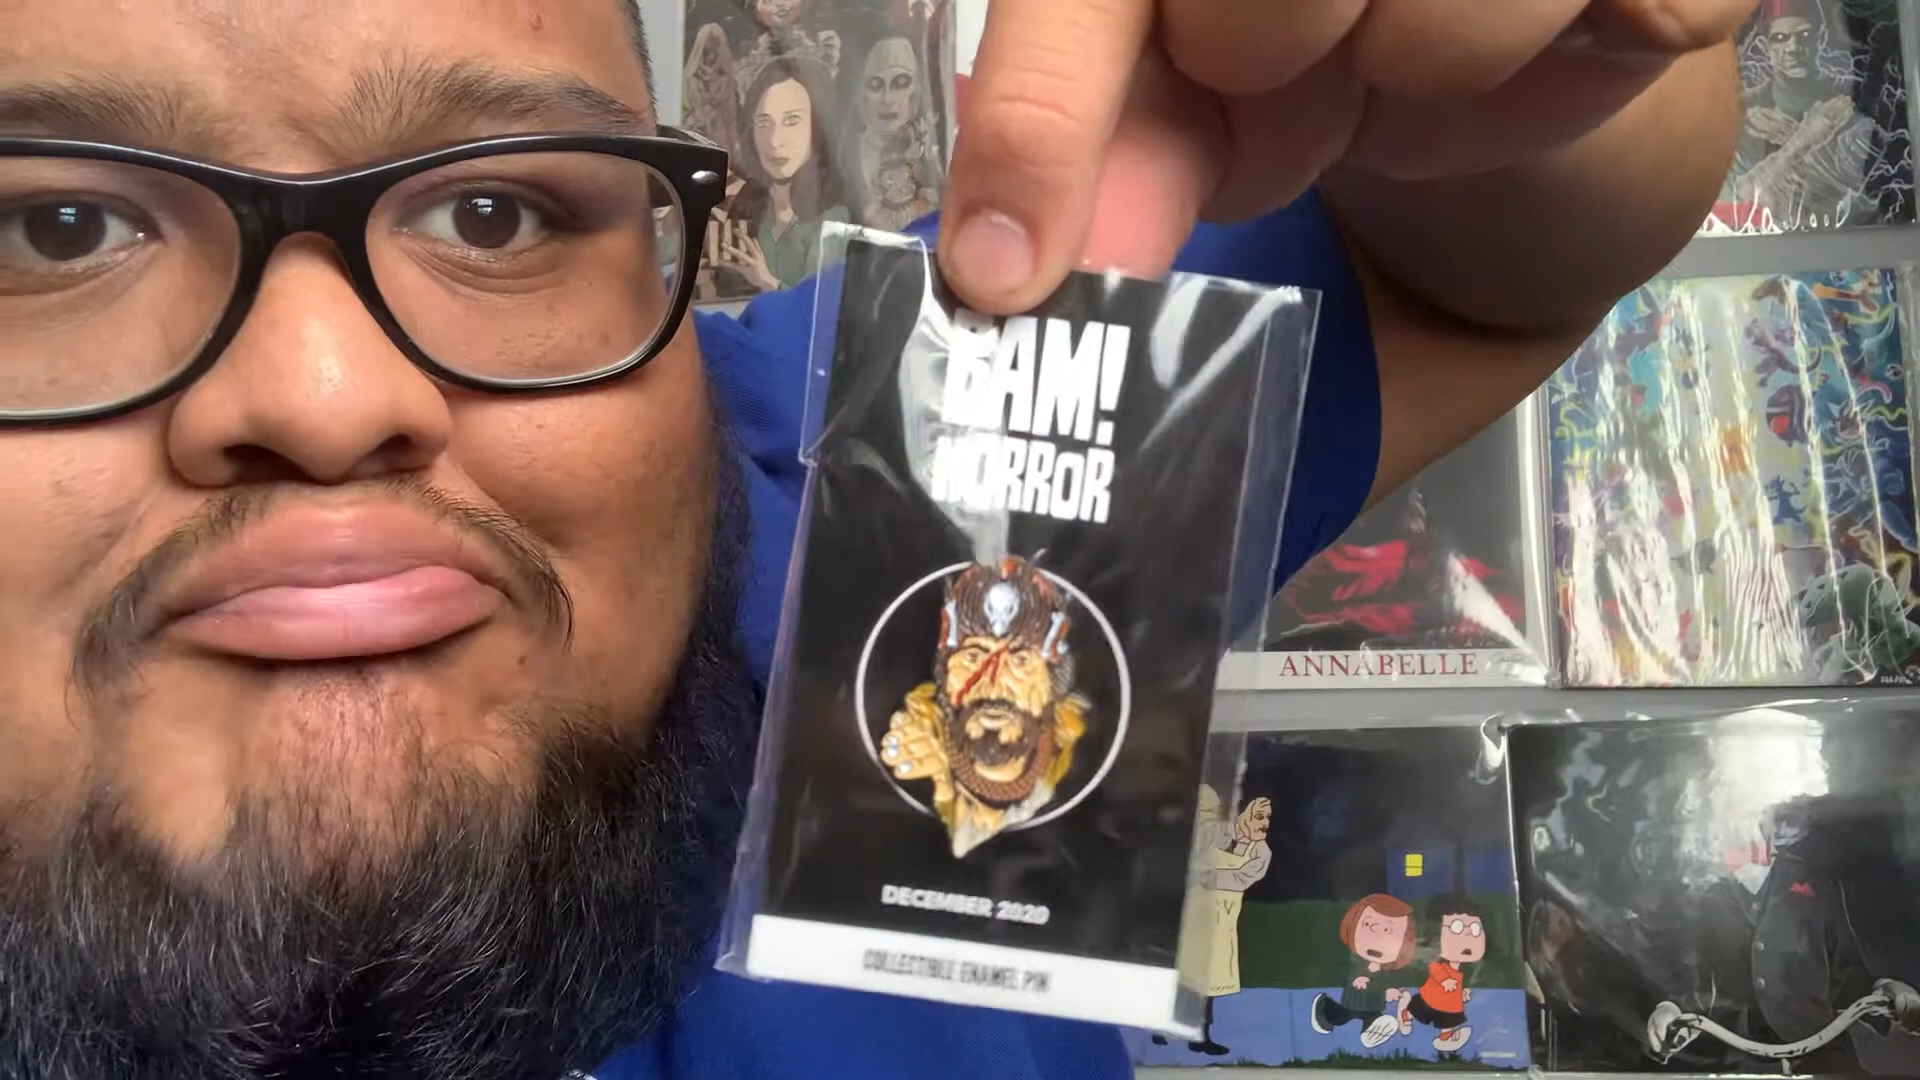 BAM!
HORROR
DECEMBER 2020
COLLECTIBLE ENAMEL PIN
ANNABELLE